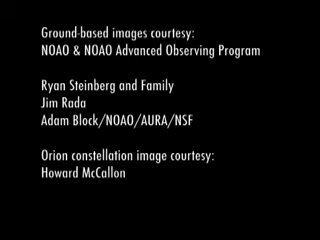 Ground-based images courtesy:
NOAO & NOAO Advanced Observing Program
Ryan Steinberg and Family
Jim Rada
Adam Block/NOAO/AURA/NSF
Orion constellation image courtesy:
Howard McCallon